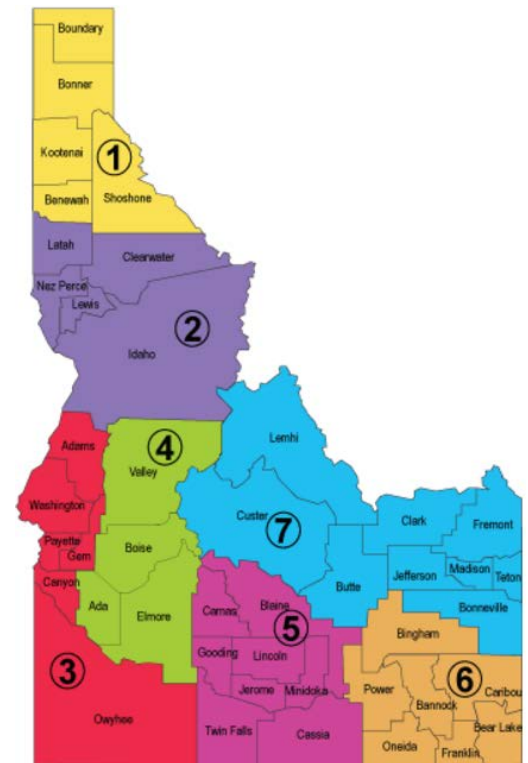 Boundary
Bonner
Kootenai
1
Benewah
Shoshone
Latah
Clearwater
Nez Perce
Lewis
2
Idaho
Adams
4
Valley
Lemhi
Washington
Custer
7
Clark
Fremont
Payette
Gem
Boise
Canyon
Butte
Jefferson
Madison
Teton
Ada
Elmore
Camas
Blaine
5
Bonneville
Bingham
Gooding
Lincoln
3
Jerome
Minidoka
Power
6
Bannock
Caribou
Owyhee
Twin Falls
Cassia
Bear Lake
Oneida
Franklin